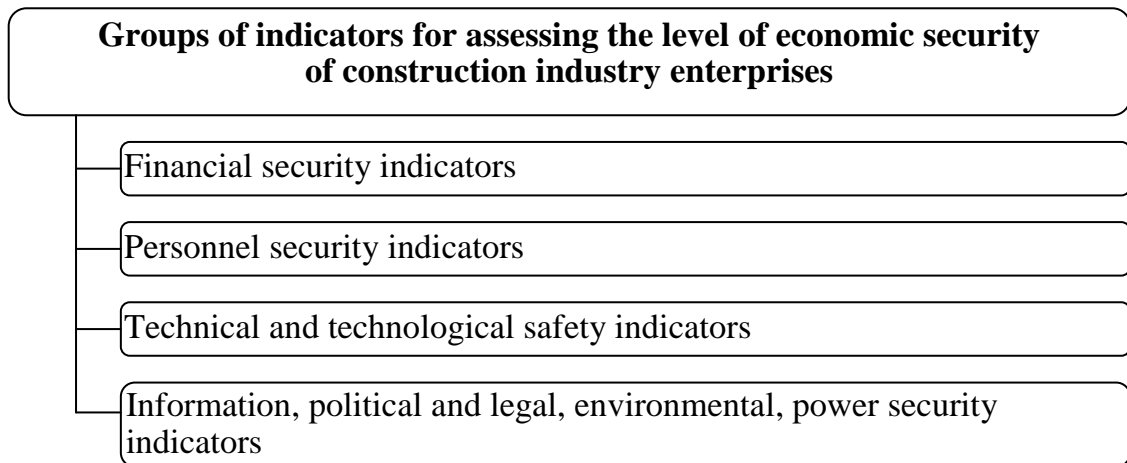 Groups of indicators for assessing the level of economic security
of construction industry enterprises
Financial security indicators
Personnel security indicators
Technical and technological safety indicators
Information, political and legal, environmental, power security
indicators